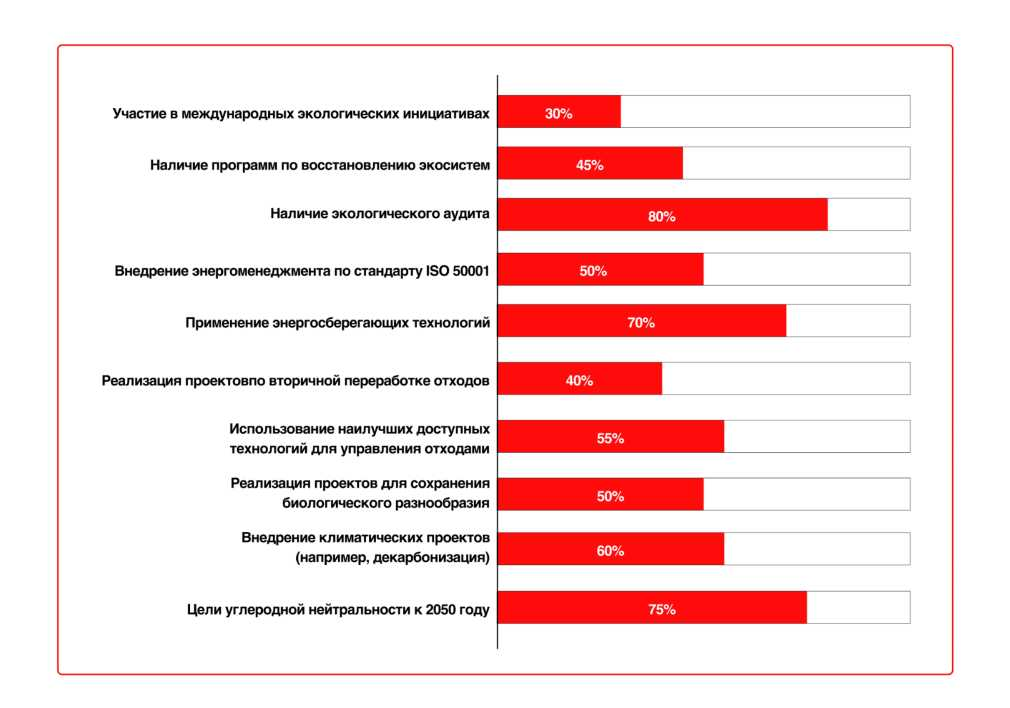 Участие в международных экологических инициативах 30%
Наличие программ по восстановлению экосистем 45%
Наличие экологического аудита 80%
Внедрение энергоменеджмента по стандарту ISO 50001 50%
Применение энергосберегающих технологий 70%
Реализация проектовпо вторичной переработке отходов 40%
Использование наилучших доступных
технологий для управления отходами
55%
Реализация проектов для сохранения
биологического разнообразия
50%
Внедрение климатических проектов
(например, декарбонизация)
60%
Цели углеродной нейтральности к 2050 году 75%